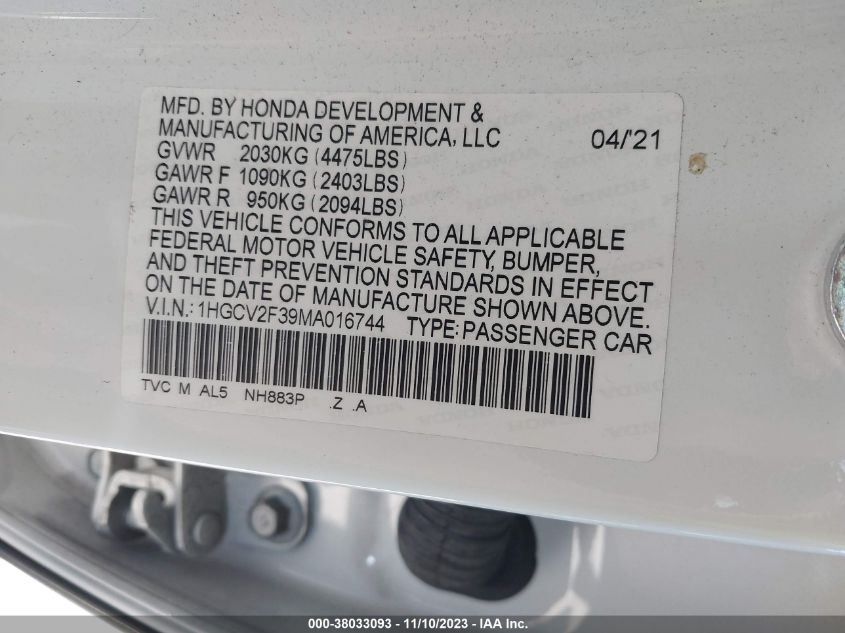 MFD. BY HONDA DEVELOPMENT &
MANUFACTURING OF AMERICA, LLC 04/'21
GVWR 2030KG (4475LBS)
GAWR F 1090KG (2403LBS)
GAWR R 950KG (2094LBS)
THIS VEHICLE CONFORMS TO ALL APPLICABLE
FEDERAL MOTOR VEHICLE SAFETY, BUMPER,
AND THEFT PREVENTION STANDARDS IN EFFECT
ON THE DATE OF MANUFACTURE SHOWN ABOVE.
V.I.N.: 1HGCV2F39MA016744 TYPE: PASSENGER CAR
TVC M AL5 NH883P .Z .A
000-38033093 - 11/10/2023 - IAA Inc.